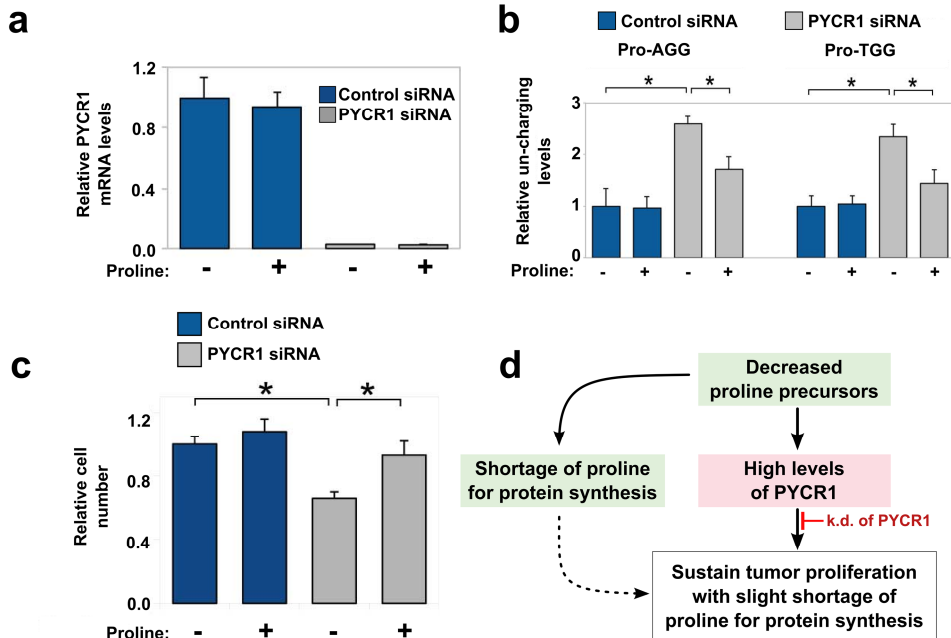 a
Relative PYCR1
mRNA levels
1.2
0.8
0.4
0.0
Control siRNA
PYCR1 siRNA
Proline:
- + - +
b
Control siRNA
PYCR1 siRNA
Pro-AGG
Pro-TGG
* * * *
Relative un-charging
levels
3
2
1
0
Proline:
- + - + - + - +
c
Control siRNA
PYCR1 siRNA
* *
Relative cell
number
1.2
0.8
0.4
0.0
Proline:
- + - +
d
Decreased
proline precursors
Shortage of proline
for protein synthesis
High levels
of PYCR1
k.d. of PYCR1
Sustain tumor proliferation
with slight shortage of
proline for protein synthesis